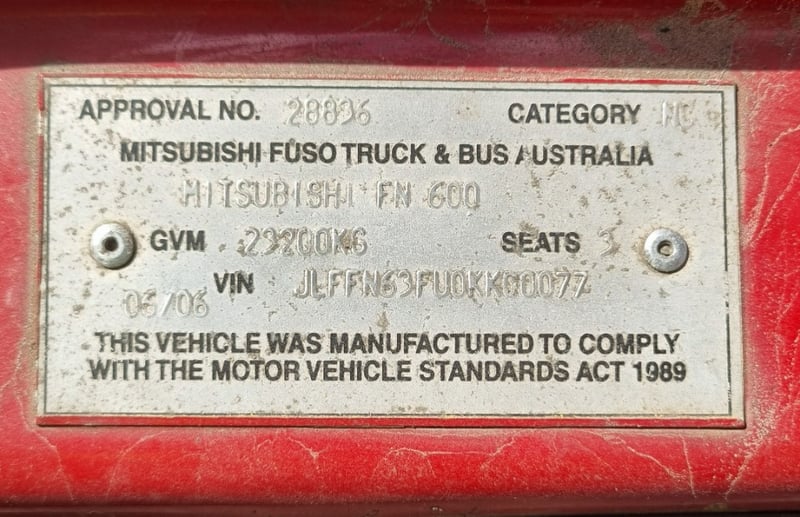 APPROVAL NO. 28836 CATEGORY NC
MITSUBISHI FUSO TRUCK & BUS AUSTRALIA
MITSUBISHI FN 600
GVM 23200KG SEATS 3
VIN
06/06
THIS VEHICLE WAS MANUFACTURED TO COMPLY
WITH THE MOTOR VEHICLE STANDARDS ACT 1989